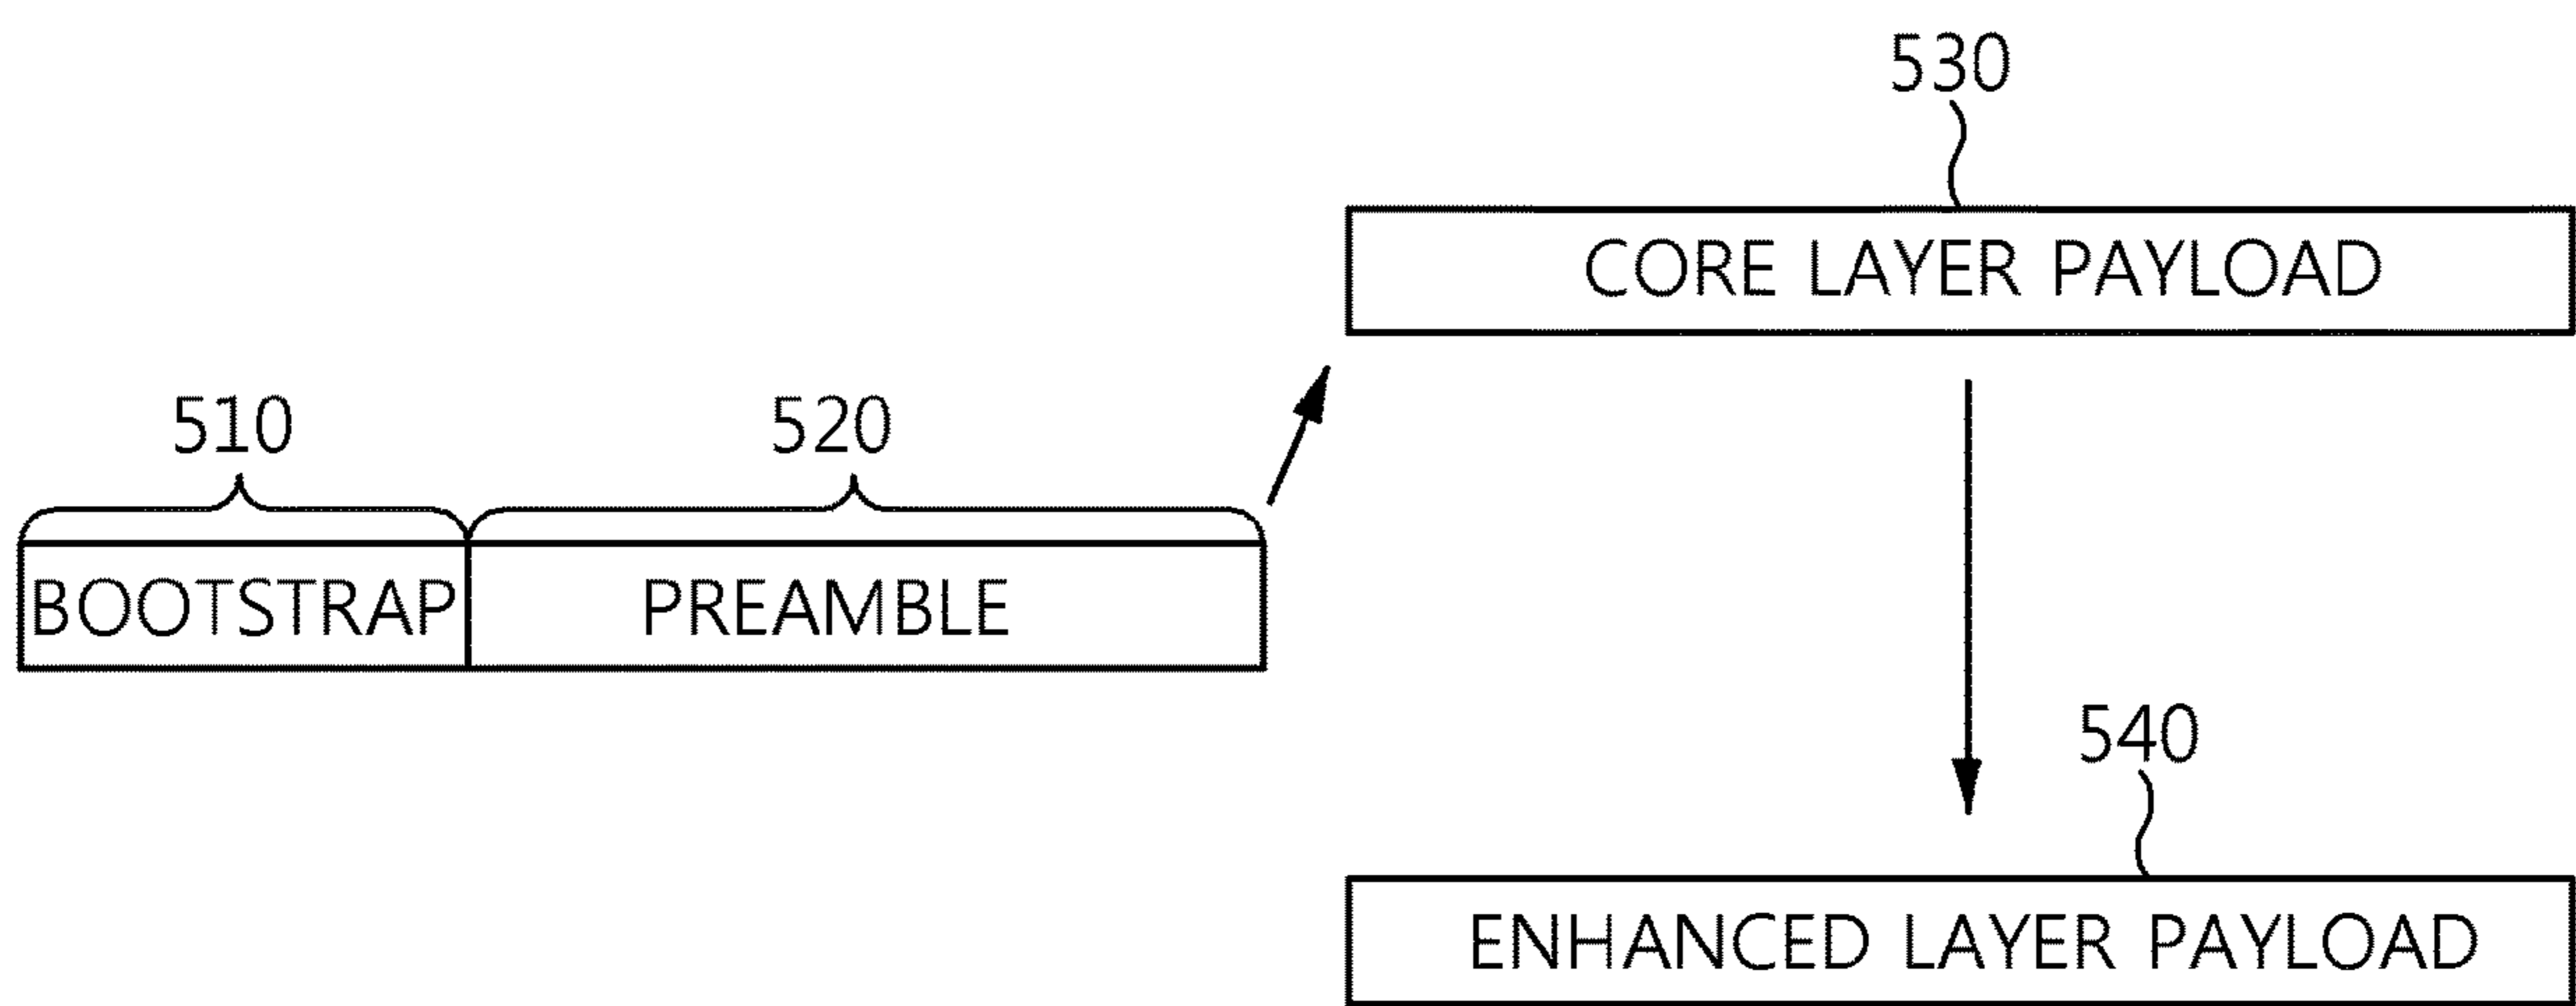 530
CORE LAYER PAYLOAD
510 520
BOOTSTRAP PREAMBLE
540
ENHANCED LAYER PAYLOAD